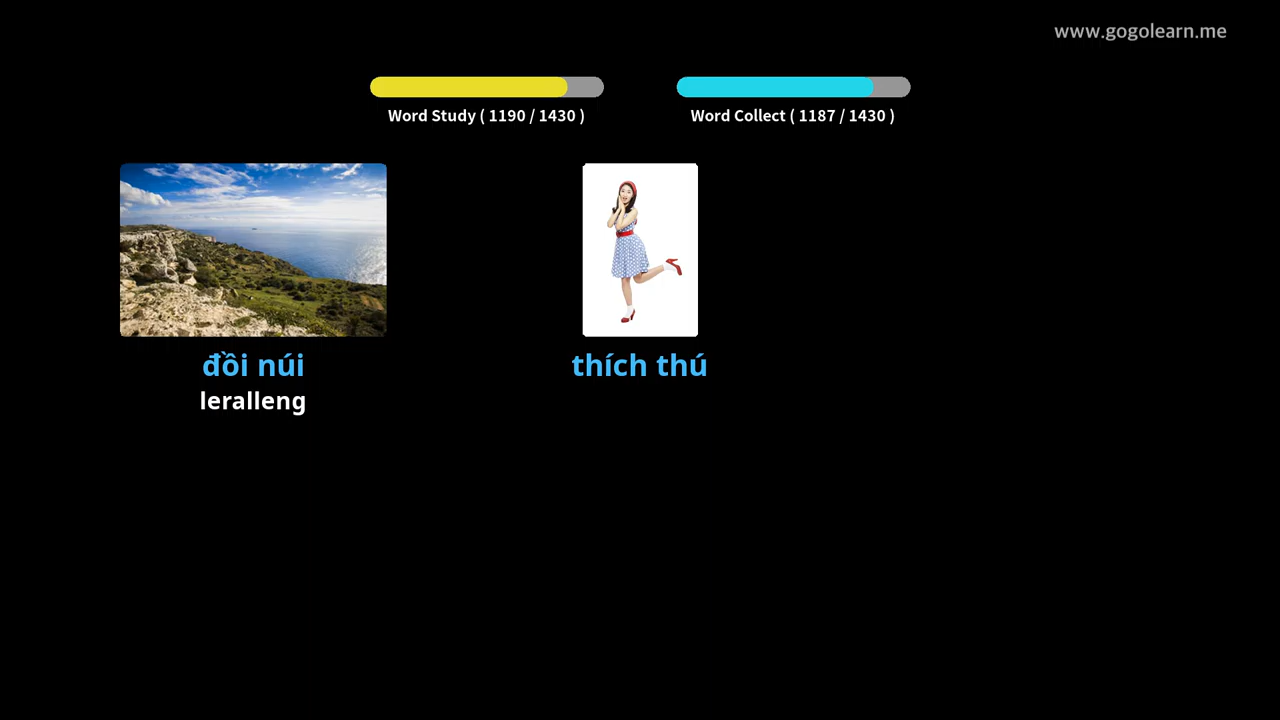 www.gogolearn.me
Word Study ( 1190 / 1430 )
Word Collect ( 1187 / 1430 )
đồi núi
leralleng
thích thú